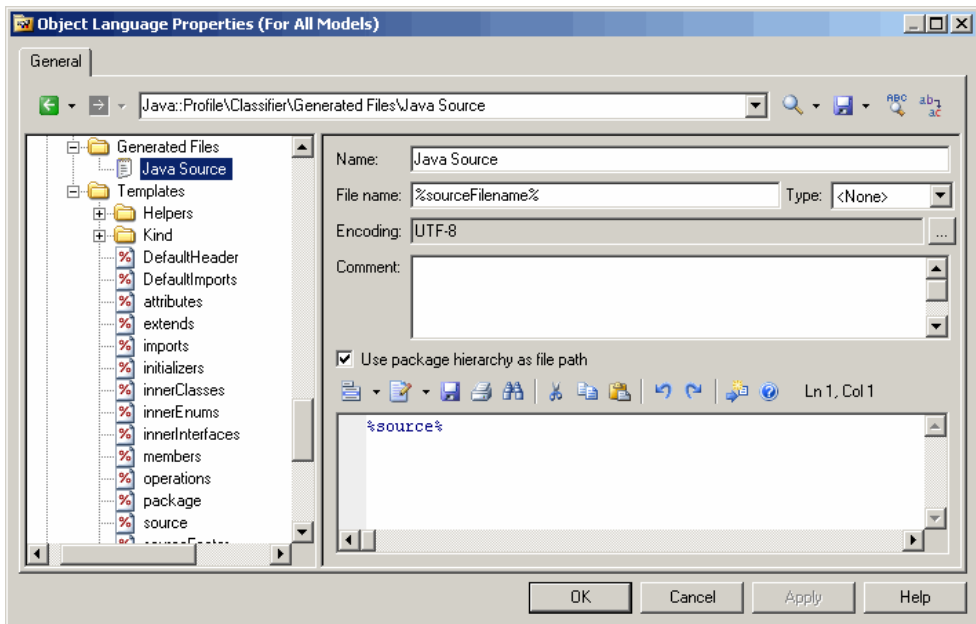 Object Language Properties (For All Models)
General
Java::Profile\Classifier\Generated Files\Java Source
ABC
ab
ac
Generated Files
Java Source
Templates
Helpers
Kind
DefaultHeader
DefaultImports
attributes
extends
imports
initializers
innerClasses
innerEnums
innerInterfaces
members
operations
package
source
Name: Java Source
File name: %sourceFilename% Type: <None>
Encoding: UTF-8 ...
Comment:
Use package hierarchy as file path
Ln 1, Col 1
%source%
OK Cancel Apply Help